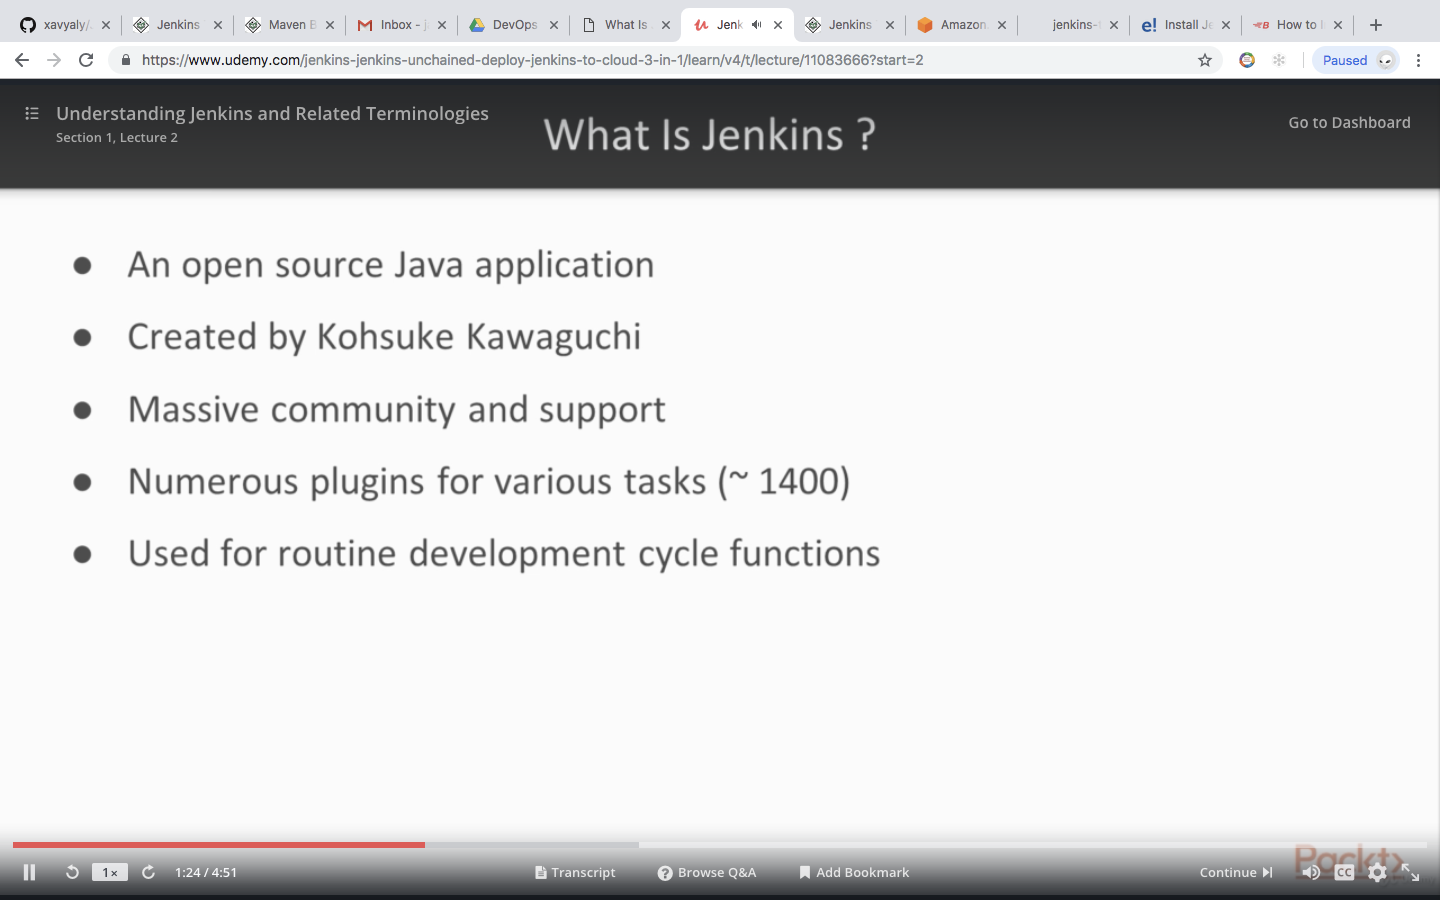 xavyaly/
Jenkins
Maven B
Inbox - j
DevOps
What Is
Jenk
Jenkins
Amazon
jenkins-
Install Je
How to I
https://www.udemy.com/jenkins-jenkins-unchained-deploy-jenkins-to-cloud-3-in-1/learn/v4/t/lecture/11083666?start=2
Paused
Understanding Jenkins and Related Terminologies
Section 1, Lecture 2
What Is Jenkins ?
Go to Dashboard
● An open source Java application
● Created by Kohsuke Kawaguchi
● Massive community and support
● Numerous plugins for various tasks (~ 1400)
● Used for routine development cycle functions
Packt
1x
1:24 / 4:51
Transcript
? Browse Q&A
Add Bookmark
Continue
CC